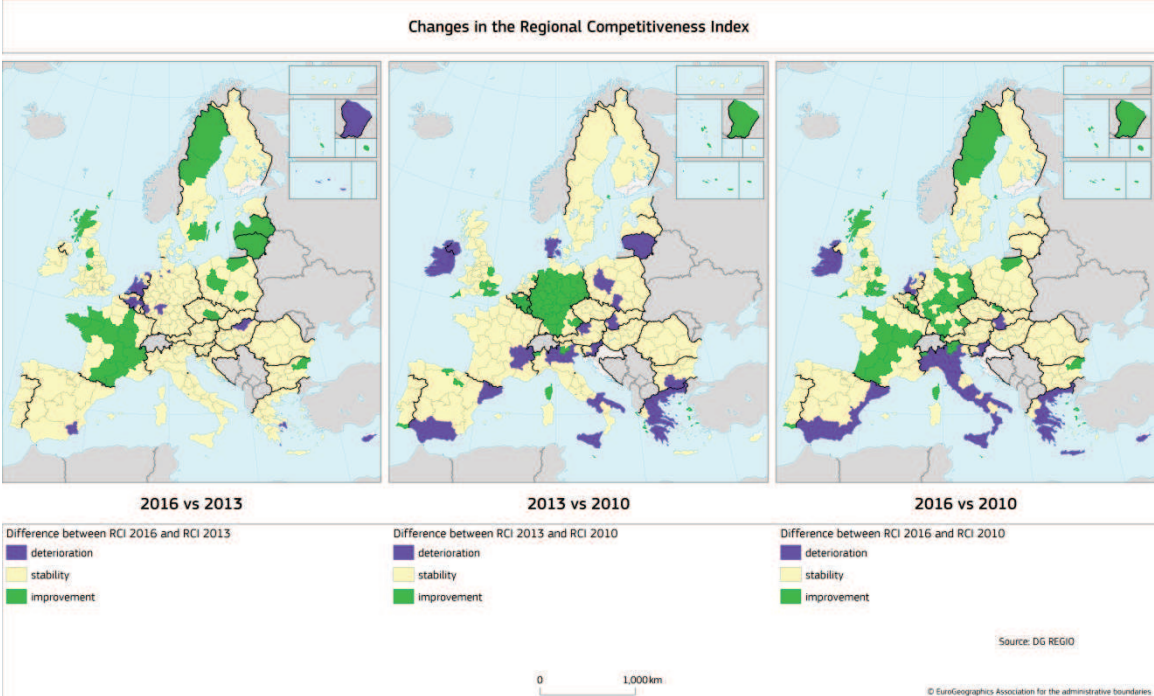 Changes in the Regional Competitiveness Index
2016 vs 2013
2013 vs 2010
2016 vs 2010
Difference between RCI 2016 and RCI 2013
deterioration
stability
improvement
Difference between RCI 2013 and RCI 2010
deterioration
stability
improvement
Difference between RCI 2016 and RCI 2010
deterioration
stability
improvement
Source: DG REGIO
0 1,000 km
© EuroGeographics Association for the administrative boundaries